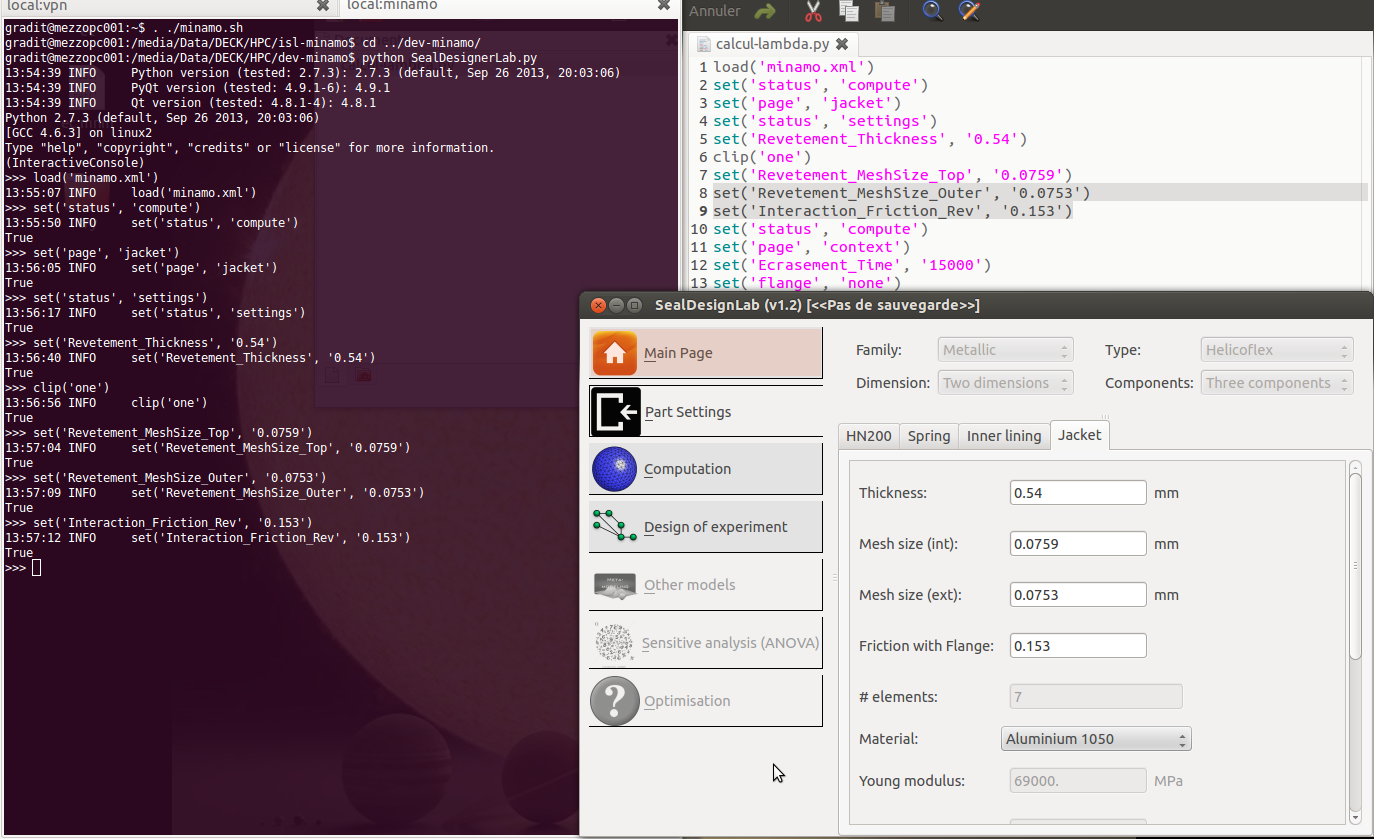 local:vpn
local:minamo
gradit@mezzopc001:~$ . ./minamo.sh
gradit@mezzopc001:/media/Data/DECK/HPC/isl-minamo$ cd ../dev-minamo/
gradit@mezzopc001:/media/Data/DECK/HPC/dev-minamo$ python SealDesignerLab.py
13:54:39 INFO     Python version (tested: 2.7.3): 2.7.3 (default, Sep 26 2013, 20:03:06)
13:54:39 INFO     PyQt version (tested: 4.9.1-6): 4.9.1
13:54:39 INFO     Qt version (tested: 4.8.1-4): 4.8.1
Python 2.7.3 (default, Sep 26 2013, 20:03:06)
[GCC 4.6.3] on linux2
Type "help", "copyright", "credits" or "license" for more information.
(InteractiveConsole)
>>> load('minamo.xml')
13:55:07 INFO     load('minamo.xml')
>>> set('status', 'compute')
13:55:50 INFO     set('status', 'compute')
True
>>> set('page', 'jacket')
13:56:05 INFO     set('page', 'jacket')
True
>>> set('status', 'settings')
13:56:17 INFO     set('status', 'settings')
True
>>> set('Revetement_Thickness', '0.54')
13:56:40 INFO     set('Revetement_Thickness', '0.54')
True
>>> clip('one')
13:56:56 INFO     clip('one')
True
>>> set('Revetement_MeshSize_Top', '0.0759')
13:57:04 INFO     set('Revetement_MeshSize_Top', '0.0759')
True
>>> set('Revetement_MeshSize_Outer', '0.0753')
13:57:09 INFO     set('Revetement_MeshSize_Outer', '0.0753')
True
>>> set('Interaction_Friction_Rev', '0.153')
13:57:12 INFO     set('Interaction_Friction_Rev', '0.153')
True
>>>
Annuler
calcul-lambda.py
1 load('minamo.xml')
2 set('status', 'compute')
3 set('page', 'jacket')
4 set('status', 'settings')
5 set('Revetement_Thickness', '0.54')
6 clip('one')
7 set('Revetement_MeshSize_Top', '0.0759')
8 set('Revetement_MeshSize_Outer', '0.0753')
9 set('Interaction_Friction_Rev', '0.153')
10 set('status', 'compute')
11 set('page', 'context')
12 set('Ecrasement_Time', '15000')
13 set('flange', 'none')
SealDesignLab (v1.2) [<<Pas de sauvegarde>>]
Main Page
Part Settings
Computation
Design of experiment
Other models
Sensitive analysis (ANOVA)
Optimisation
Family: Metallic Type: Helicoflex
Dimension: Two dimensions Components: Three components
HN200 Spring Inner lining Jacket
Thickness: 0.54 mm
Mesh size (int): 0.0759 mm
Mesh size (ext): 0.0753 mm
Friction with Flange: 0.153
# elements: 7
Material: Aluminium 1050
Young modulus: 69000. MPa